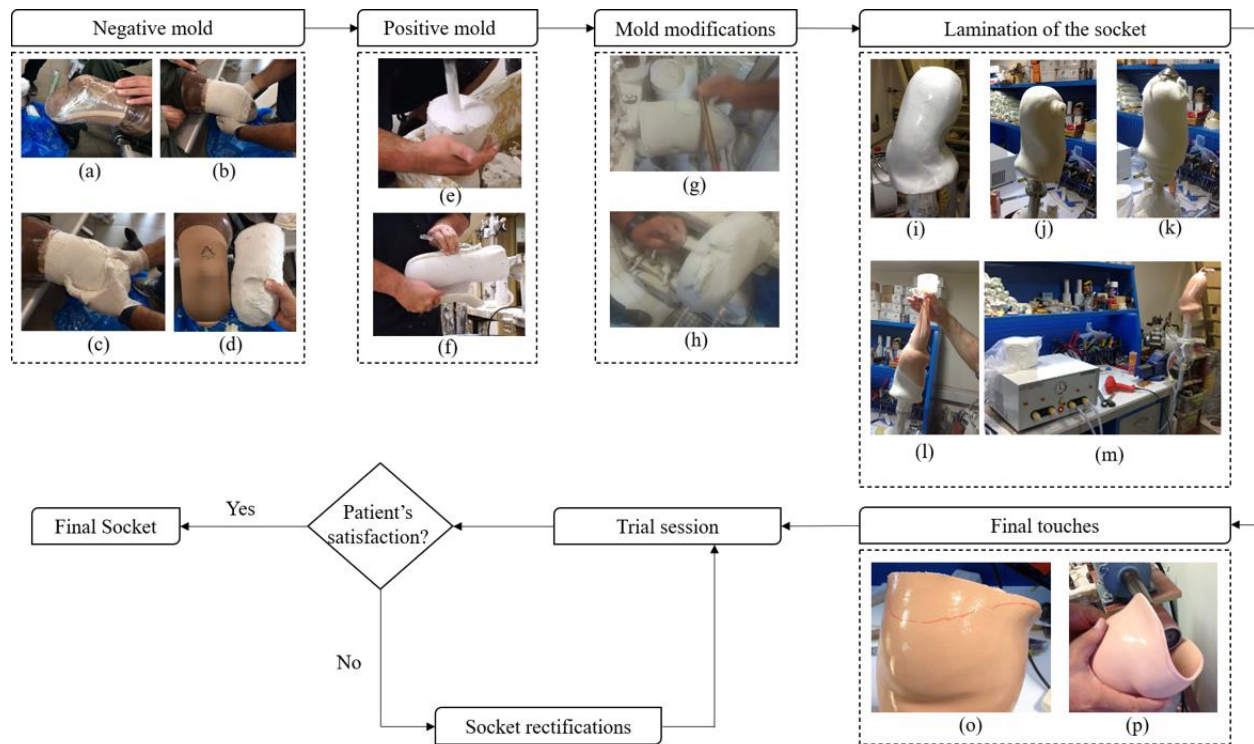 Negative mold
Positive mold
Mold modifications
Lamination of the socket
(a)
(b)
(c)
(d)
(e)
(f)
(g)
(h)
(i)
(j)
(k)
(l)
(m)
Final Socket
Yes
Patient’s
satisfaction?
Trial session
Final touches
No
Socket rectifications
(o)
(p)